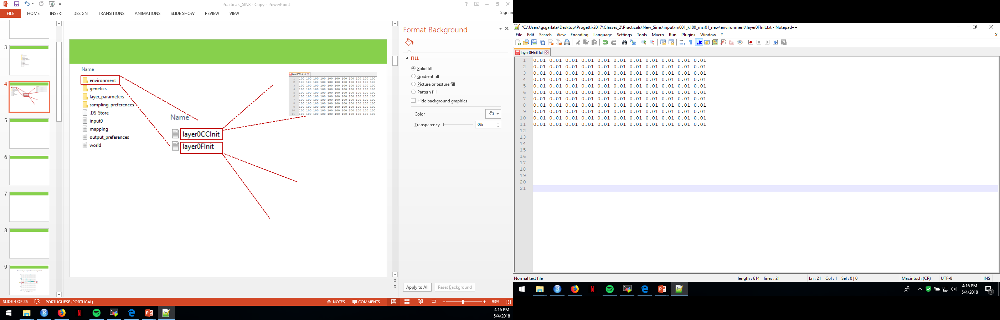 Practicals_SINS - Copy - PowerPoint
?
FILE HOME INSERT DESIGN TRANSITIONS ANIMATIONS SLIDE SHOW REVIEW VIEW
Sign in
3
4
5
6
7
8
9
Name
environment
genetics
layer_parameters
sampling_preferences
.DS_Store
input0
mapping
output_preferences
world
Name
layer0CCInit
layer0FInit
layer0CCInit.txt
1 100 100 100 100 100 100 100 100 100 100 100
2 100 100 100 100 100 100 100 100 100 100 100
3 100 100 100 100 100 100 100 100 100 100 100
4 100 100 100 100 100 100 100 100 100 100 100
5 100 100 100 100 100 100 100 100 100 100 100
6 100 100 100 100 100 100 100 100 100 100 100
7 100 100 100 100 100 100 100 100 100 100 100
8 100 100 100 100 100 100 100 100 100 100 100
9 100 100 100 100 100 100 100 100 100 100 100
10 100 100 100 100 100 100 100 100 100 100 100
11 100 100 100 100 100 100 100 100 100 100 100
Format Background
FILL
Solid fill
Gradient fill
Picture or texture fill
Pattern fill
Hide background graphics
Color
Transparency 0%
Apply to All Reset Background
SLIDE 4 OF 25 PORTUGUESE (PORTUGAL) NOTES COMMENTS 93%
4:16 PM
5/4/2018
*C:\Users\gsgarlata\Desktop\Progetti\2017\Classes_2\Practicals\New_Sims\input\m001_k100_msr01_new\environment\layer0FInit.txt - Notepad++
File Edit Search View Encoding Language Settings Tools Macro Run Plugins Window ? X
layer0FInit.txt
1 0.01 0.01 0.01 0.01 0.01 0.01 0.01 0.01 0.01 0.01 0.01
2 0.01 0.01 0.01 0.01 0.01 0.01 0.01 0.01 0.01 0.01 0.01
3 0.01 0.01 0.01 0.01 0.01 0.01 0.01 0.01 0.01 0.01 0.01
4 0.01 0.01 0.01 0.01 0.01 0.01 0.01 0.01 0.01 0.01 0.01
5 0.01 0.01 0.01 0.01 0.01 0.01 0.01 0.01 0.01 0.01 0.01
6 0.01 0.01 0.01 0.01 0.01 0.01 0.01 0.01 0.01 0.01 0.01
7 0.01 0.01 0.01 0.01 0.01 0.01 0.01 0.01 0.01 0.01 0.01
8 0.01 0.01 0.01 0.01 0.01 0.01 0.01 0.01 0.01 0.01 0.01
9 0.01 0.01 0.01 0.01 0.01 0.01 0.01 0.01 0.01 0.01 0.01
10 0.01 0.01 0.01 0.01 0.01 0.01 0.01 0.01 0.01 0.01 0.01
11 0.01 0.01 0.01 0.01 0.01 0.01 0.01 0.01 0.01 0.01 0.01
12
13
14
15
16
17
18
19
20
21
Normal text file length : 614 lines : 21 Ln : 21 Col : 1 Sel : 0 | 0 Macintosh (CR) UTF-8 INS
4:16 PM
5/4/2018
1